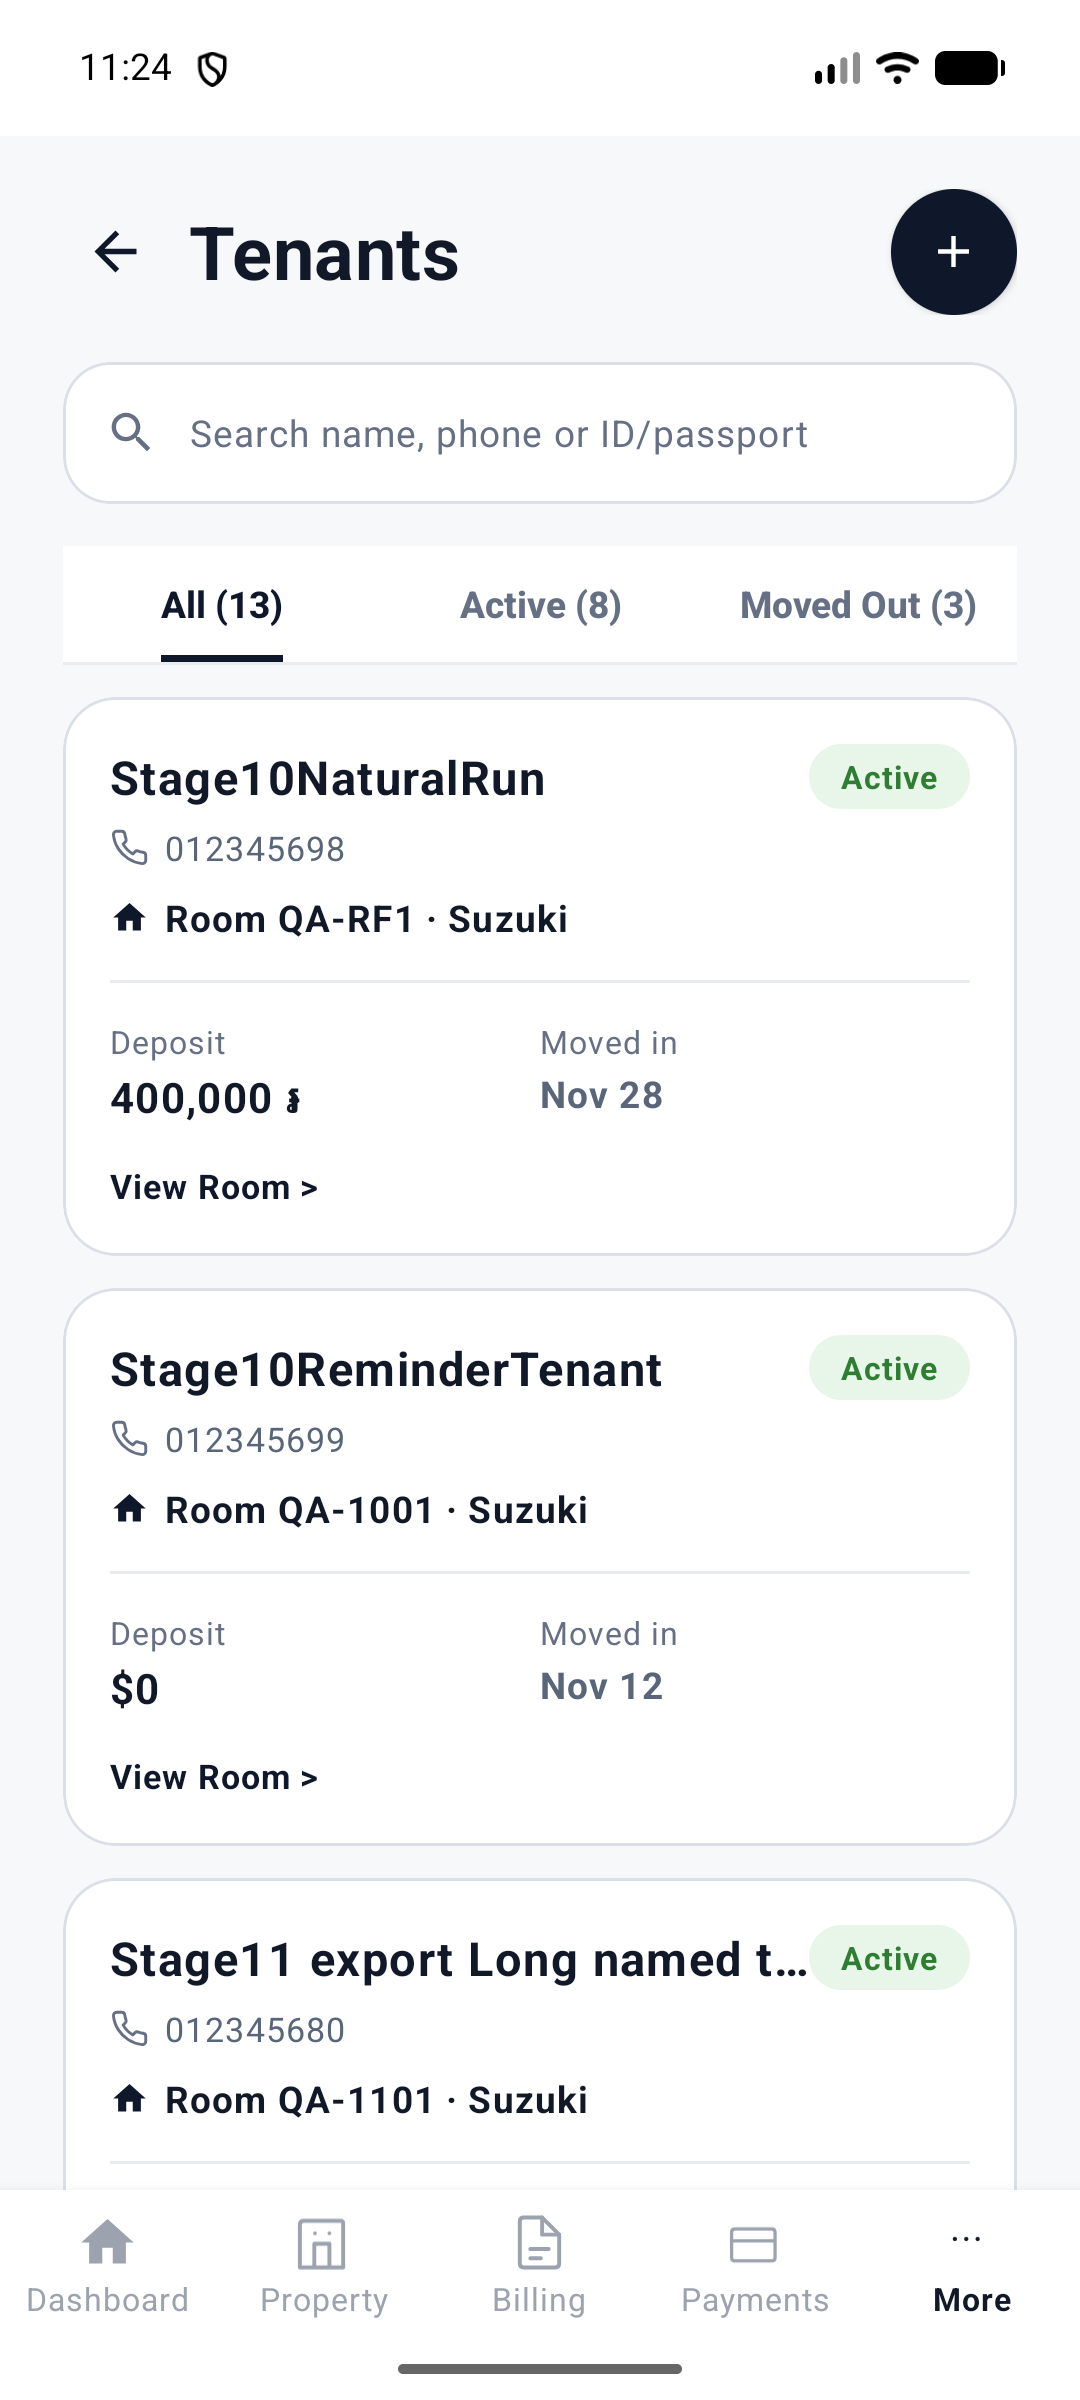 11:24
Tenants
Search name, phone or ID/passport
All (13) Active (8) Moved Out (3)
Stage10NaturalRun Active
012345698
Room QA-RF1 · Suzuki
Deposit Moved in
400,000 ៛ Nov 28
View Room >
Stage10ReminderTenant Active
012345699
Room QA-1001 · Suzuki
Deposit Moved in
$0 Nov 12
View Room >
Stage11 export Long named t... Active
012345680
Room QA-1101 · Suzuki
Dashboard Property Billing Payments More